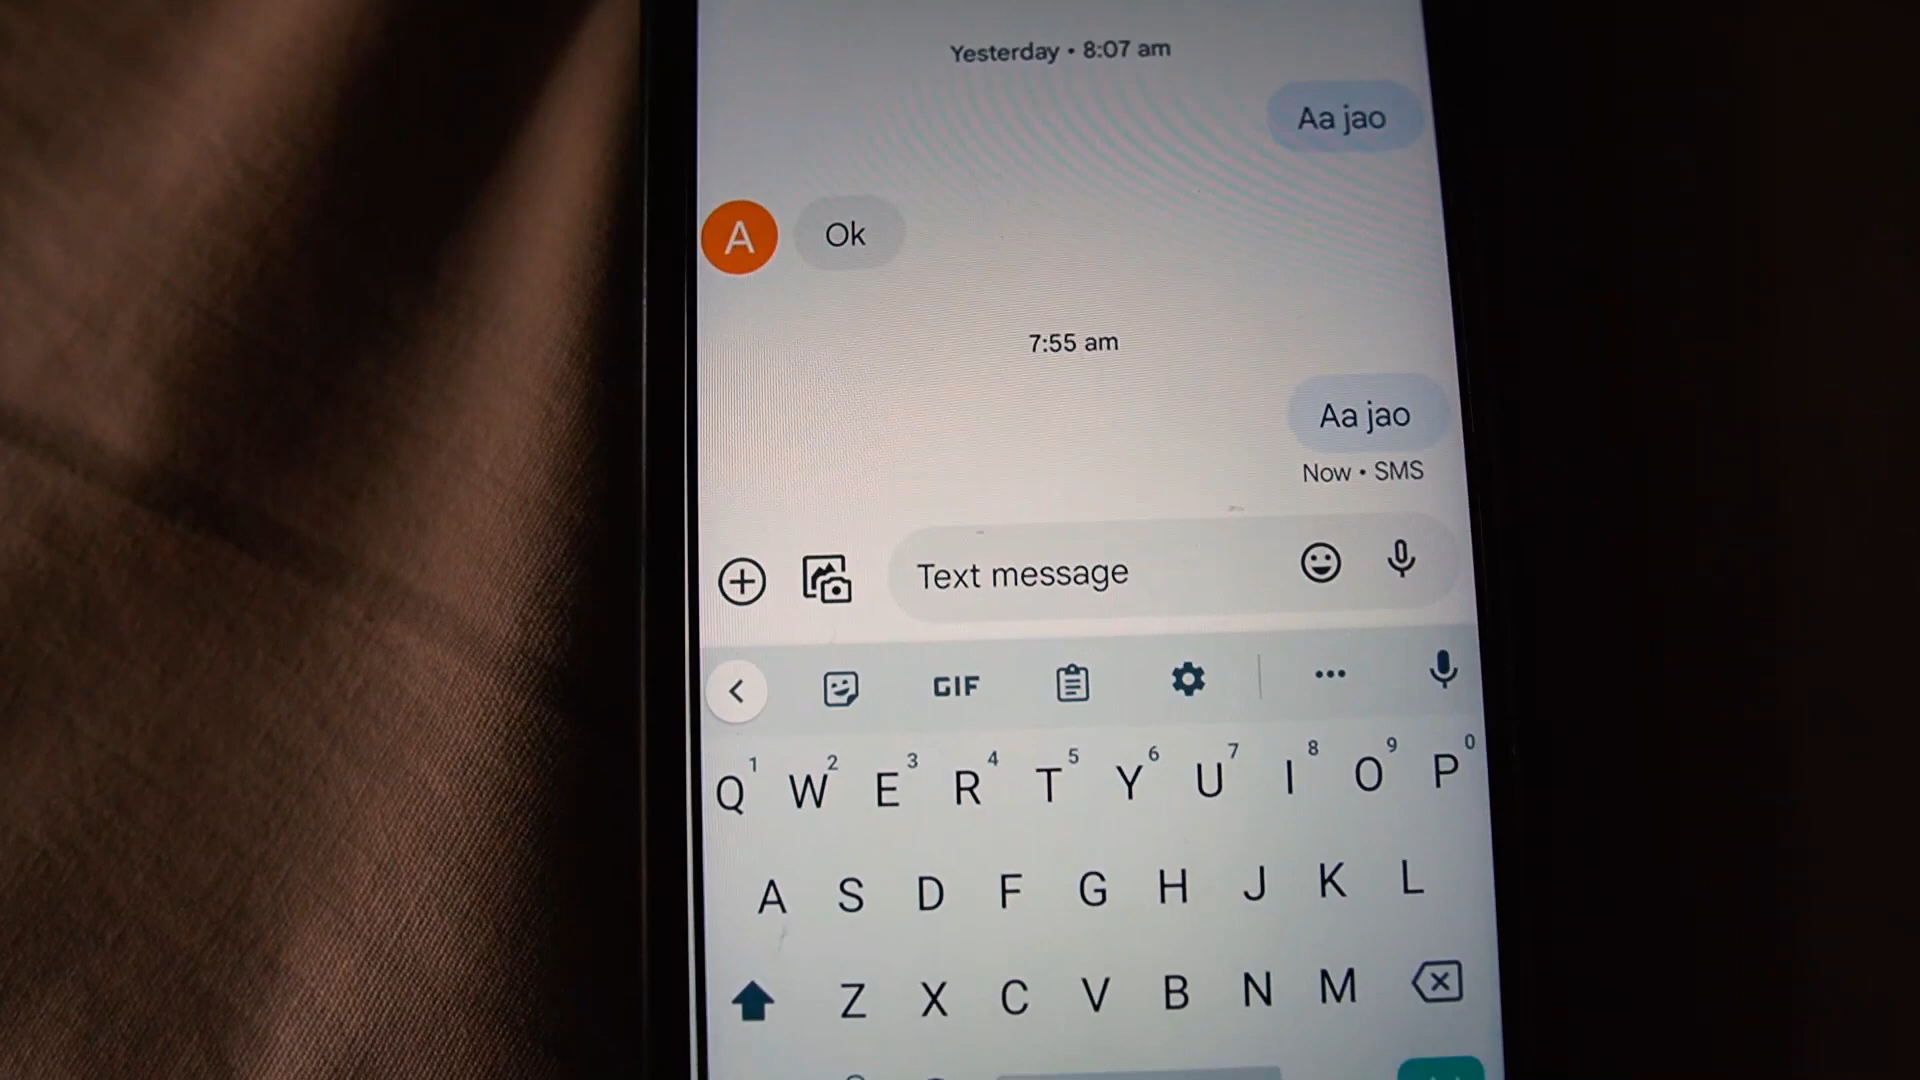 Yesterday • 8:07 am
Aa jao
A
Ok
7:55 am
Aa jao
Now • SMS
Text message
GIF
1 2 3 4 5 6 7 8 9 0
Q W E R T Y U I O P
A S D F G H J K L
Z X C V B N M